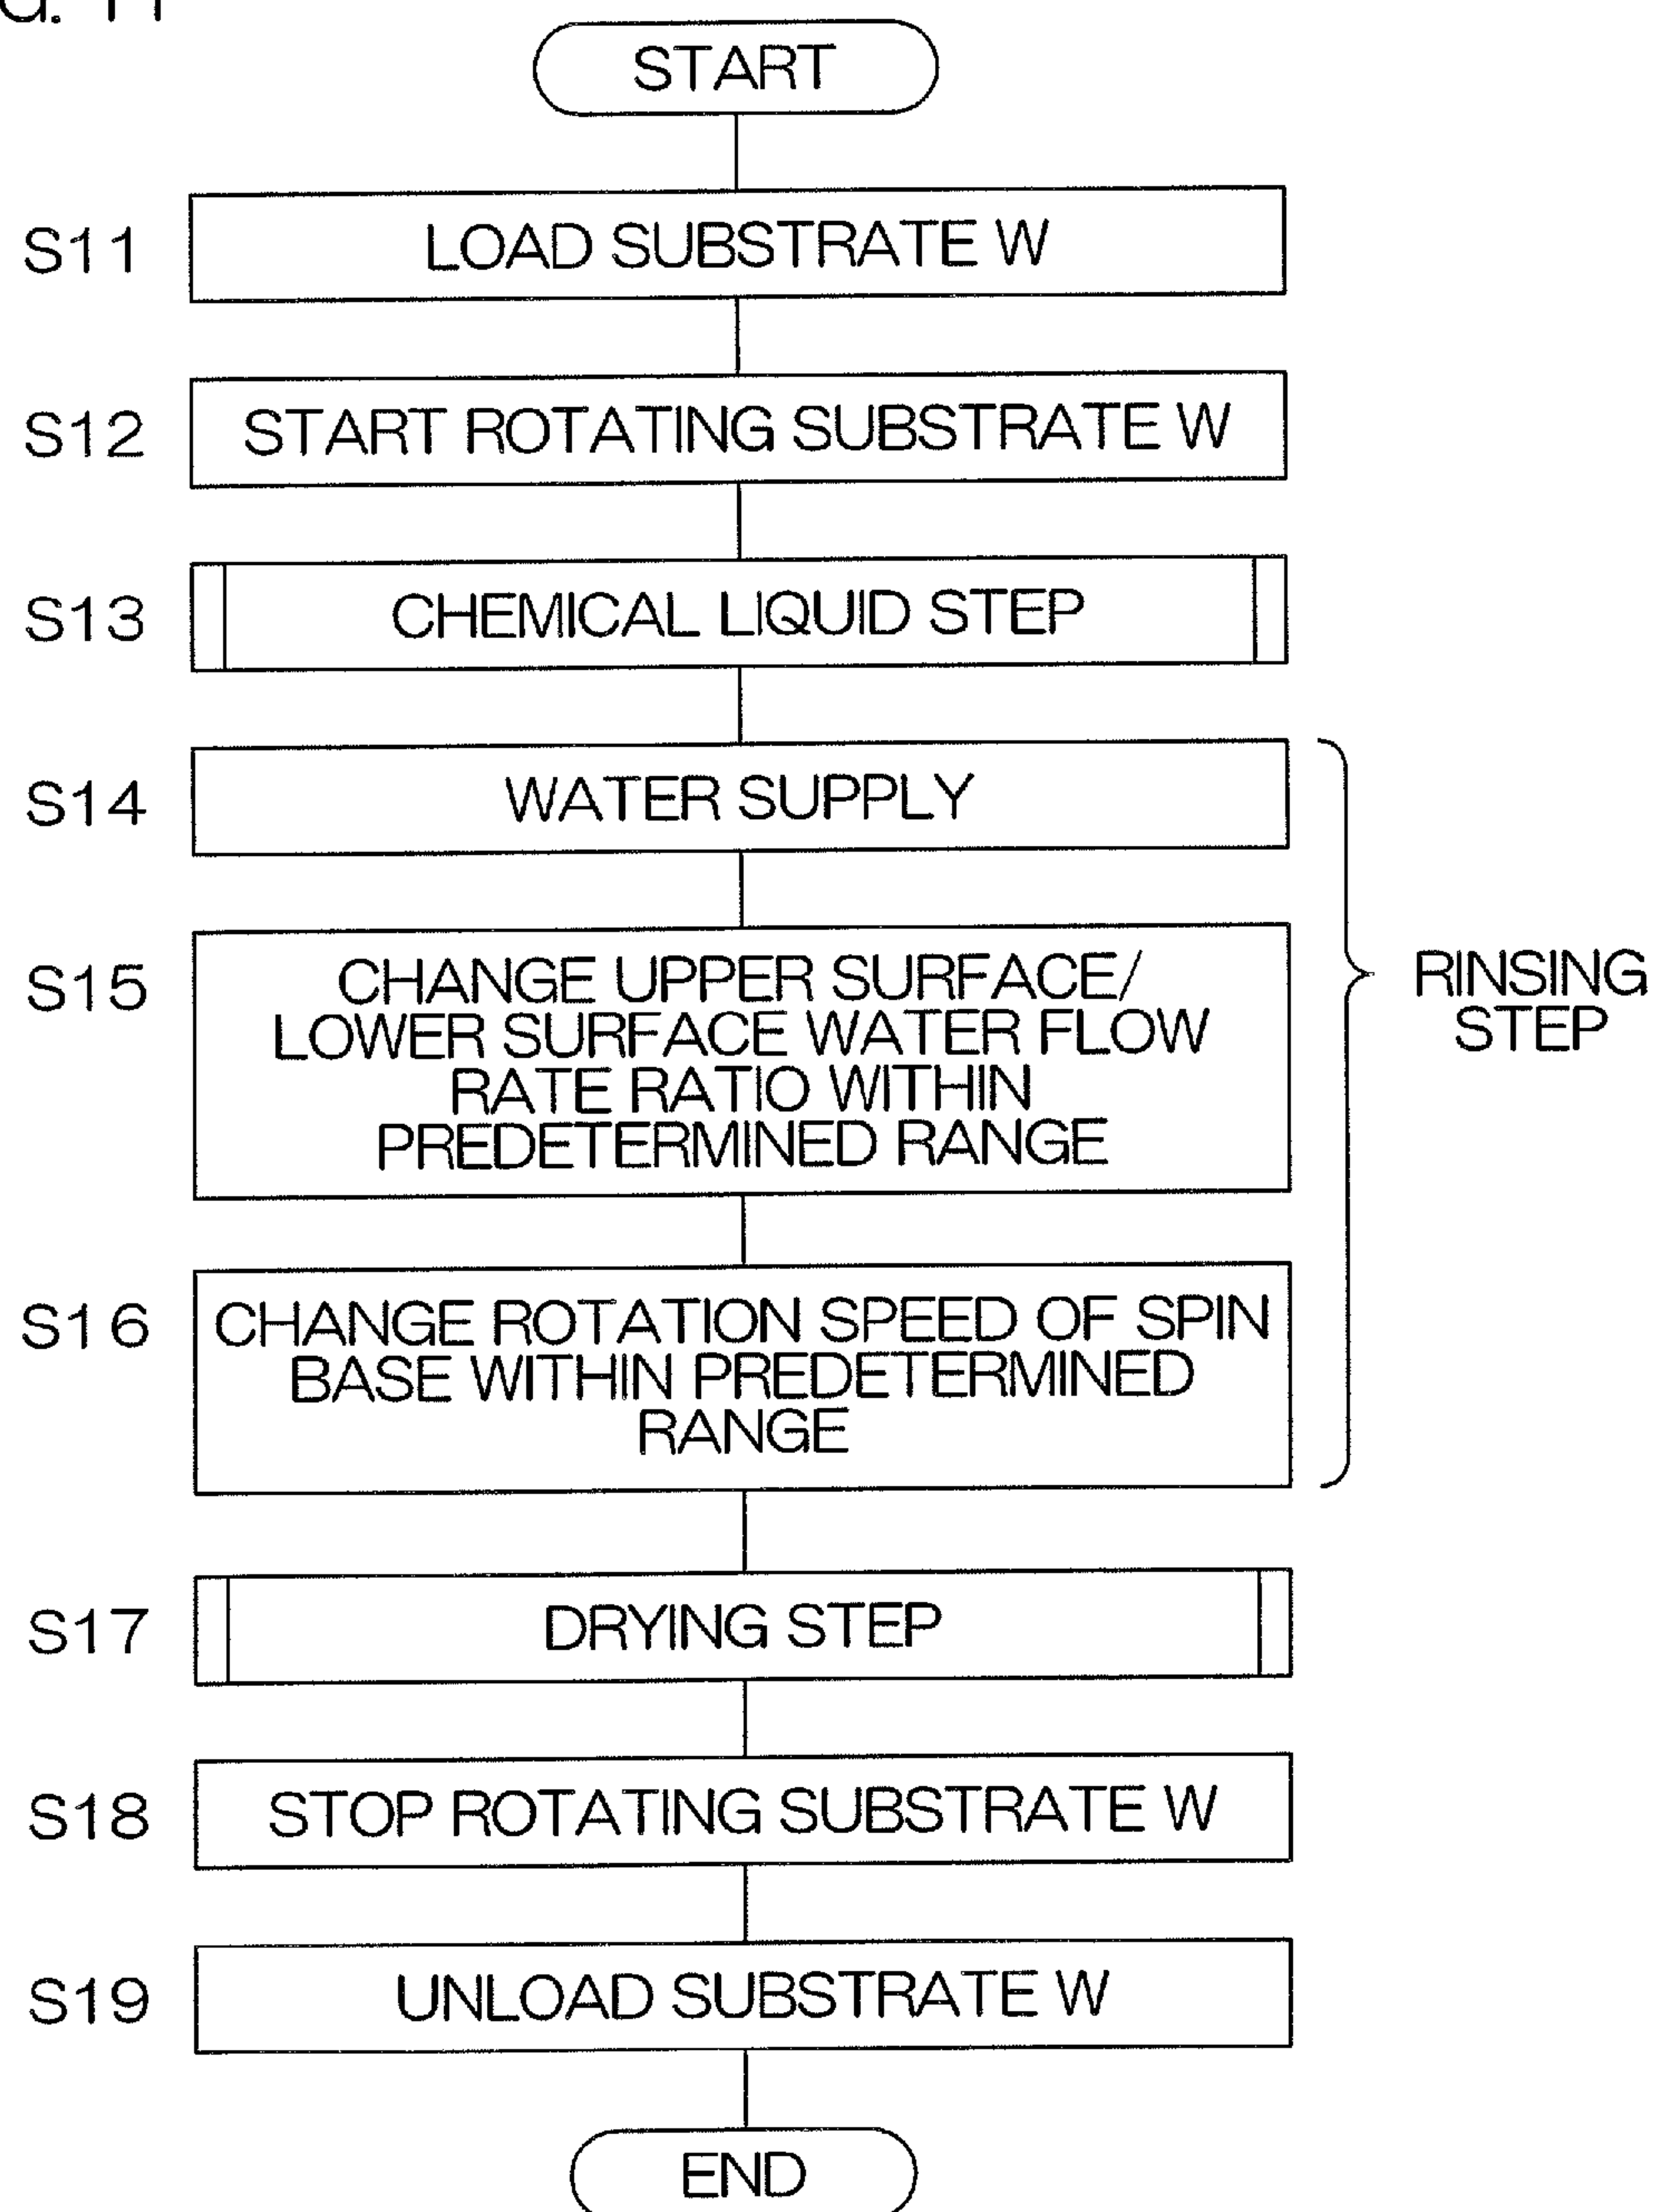 START
S11
LOAD SUBSTRATE W
S12
START ROTATING SUBSTRATE W
S13
CHEMICAL LIQUID STEP
S14
WATER SUPPLY
S15
CHANGE UPPER SURFACE/
LOWER SURFACE WATER FLOW
RATE RATIO WITHIN
PREDETERMINED RANGE
RINSING
STEP
S16
CHANGE ROTATION SPEED OF SPIN
BASE WITHIN PREDETERMINED
RANGE
S17
DRYING STEP
S18
STOP ROTATING SUBSTRATE W
S19
UNLOAD SUBSTRATE W
END